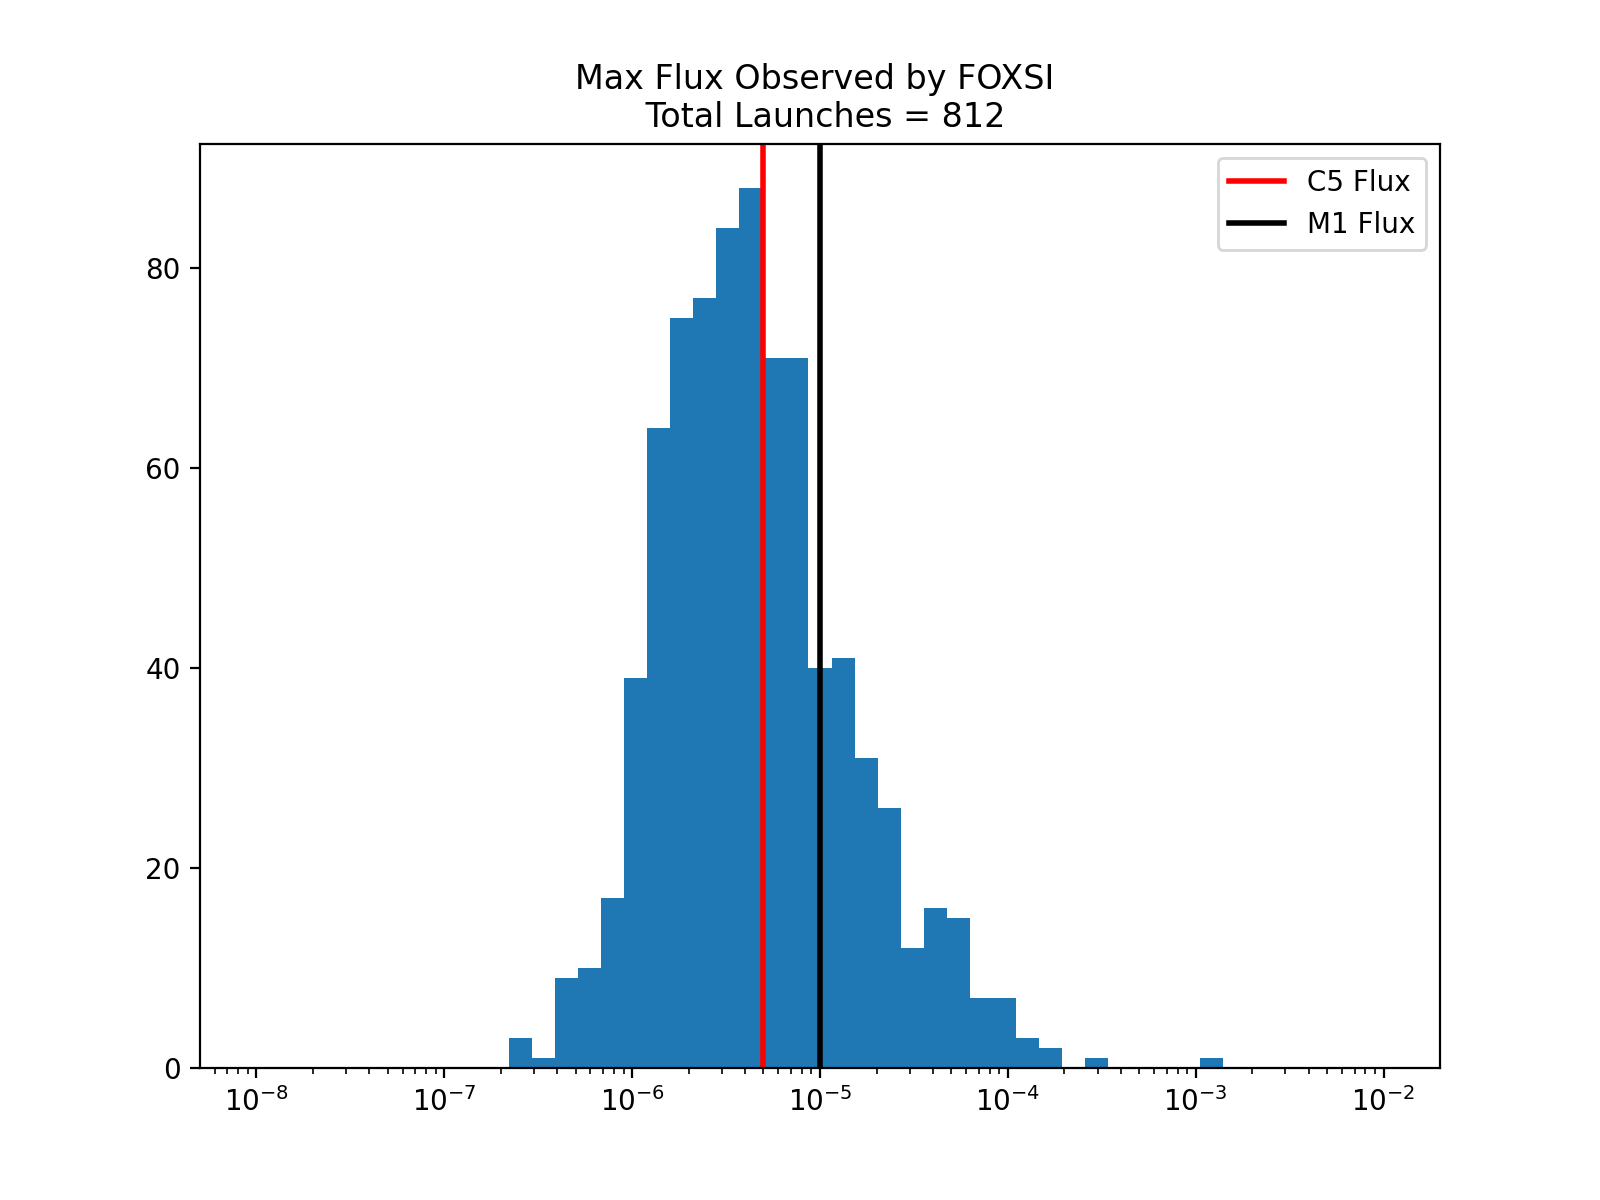 Max Flux Observed by FOXSI
Total Launches = 812
C5 Flux
M1 Flux
80
60
40
20
0
10⁻⁸ 10⁻⁷ 10⁻⁶ 10⁻⁵ 10⁻⁴ 10⁻³ 10⁻²